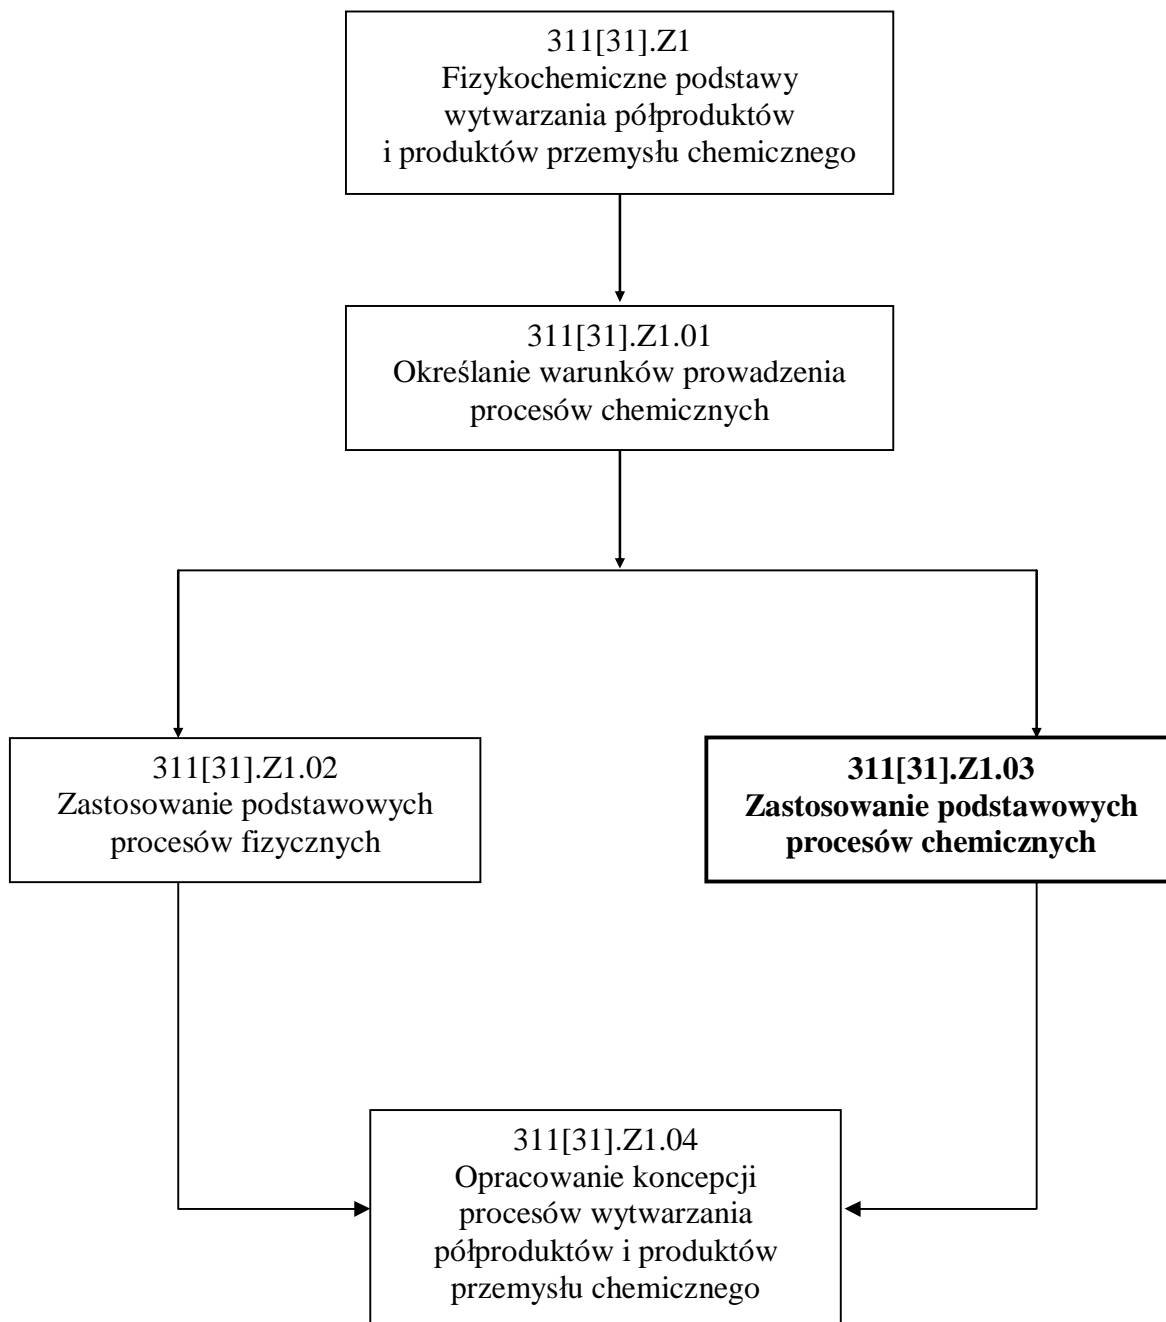 311[31].Z1
Fizykochemiczne podstawy
wytwarzania półproduktów
i produktów przemysłu chemicznego
311[31].Z1.01
Określanie warunków prowadzenia
procesów chemicznych
311[31].Z1.02
Zastosowanie podstawowych
procesów fizycznych
311[31].Z1.03
Zastosowanie podstawowych
procesów chemicznych
311[31].Z1.04
Opracowanie koncepcji
procesów wytwarzania
półproduktów i produktów
przemysłu chemicznego